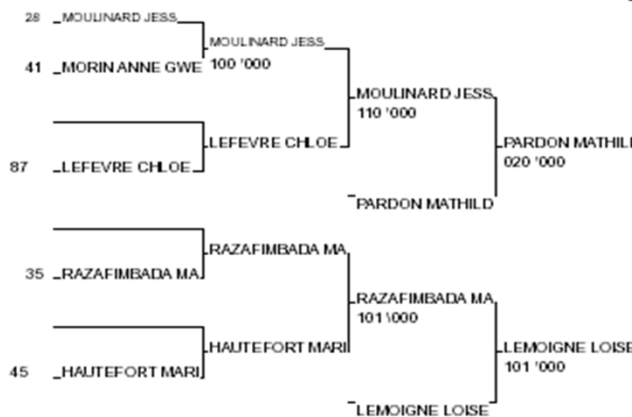 28 MOULINARD JESS
MOULINARD JESS
100 '000
41 MORIN ANNE GWE
MOULINARD JESS
110 '000
LEFEVRE CHLOE
PARDON MATHILD
020 '000
87 LEFEVRE CHLOE
PARDON MATHILD
RAZAFIMBADA MA
35 RAZAFIMBADA MA
RAZAFIMBADA MA
101 \000
HAUTEFORT MARI
LEMOIGNE LOISE
101 '000
45 HAUTEFORT MARI
LEMOIGNE LOISE